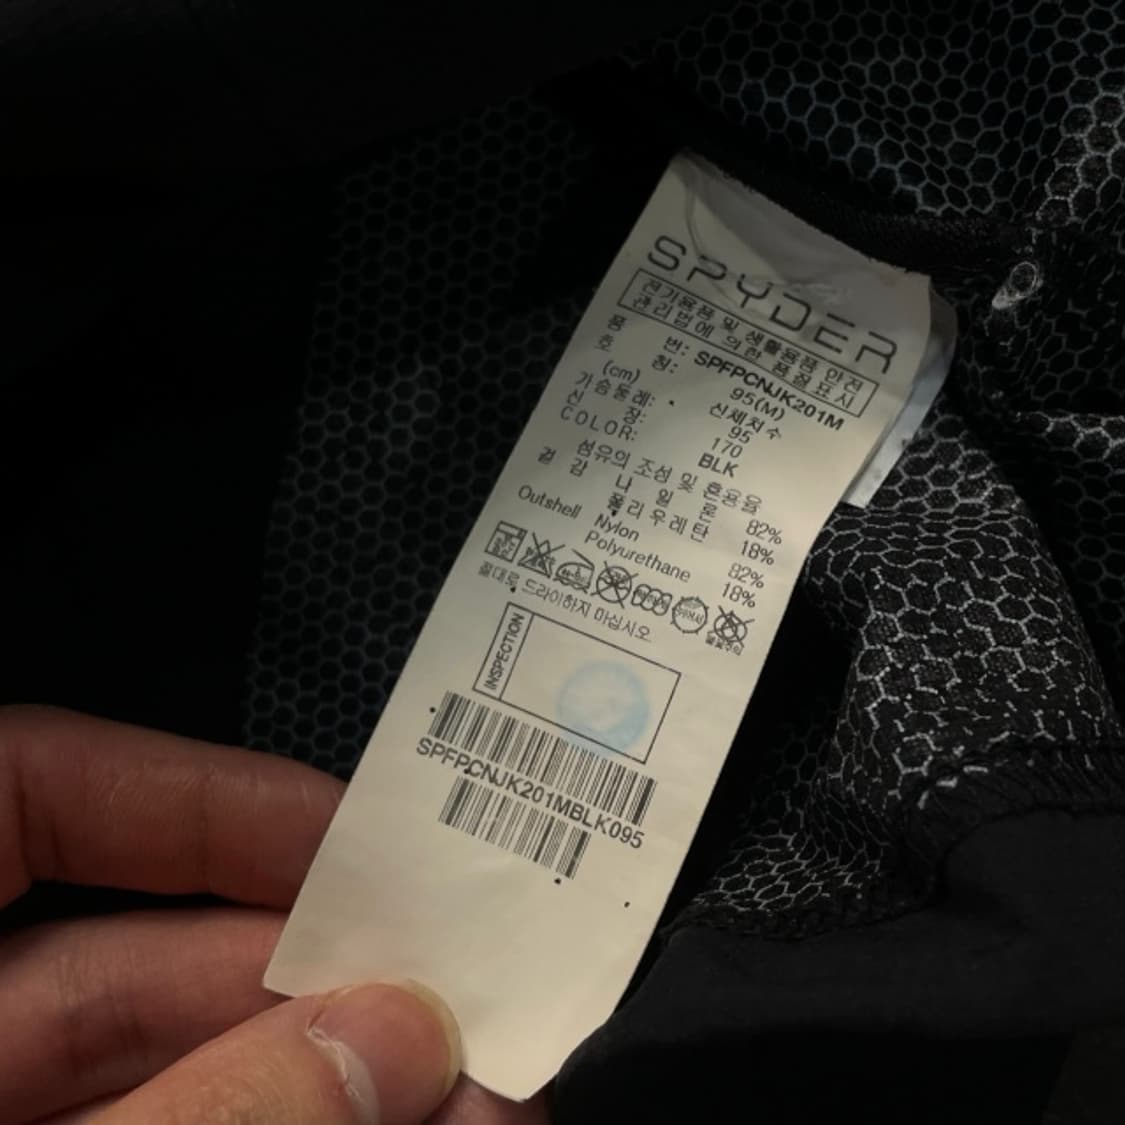 SPYDER
전기용품 및 생활용품 안전
관리법에 의한 품질표시
품 번: SPFPCNJK201M
호 칭: 95(M)
(cm) 신체치수
가슴둘레: 95
신 장: 170
COLOR: BLK
섬유의 조성 및 혼용율
겉 감 나 일 론 82%
폴리우레탄 18%
Outshell Nylon 82%
Polyurethane 18%
절대로 드라이하지 마십시오
INSPECTION
SPFPCNJK201MBLK095